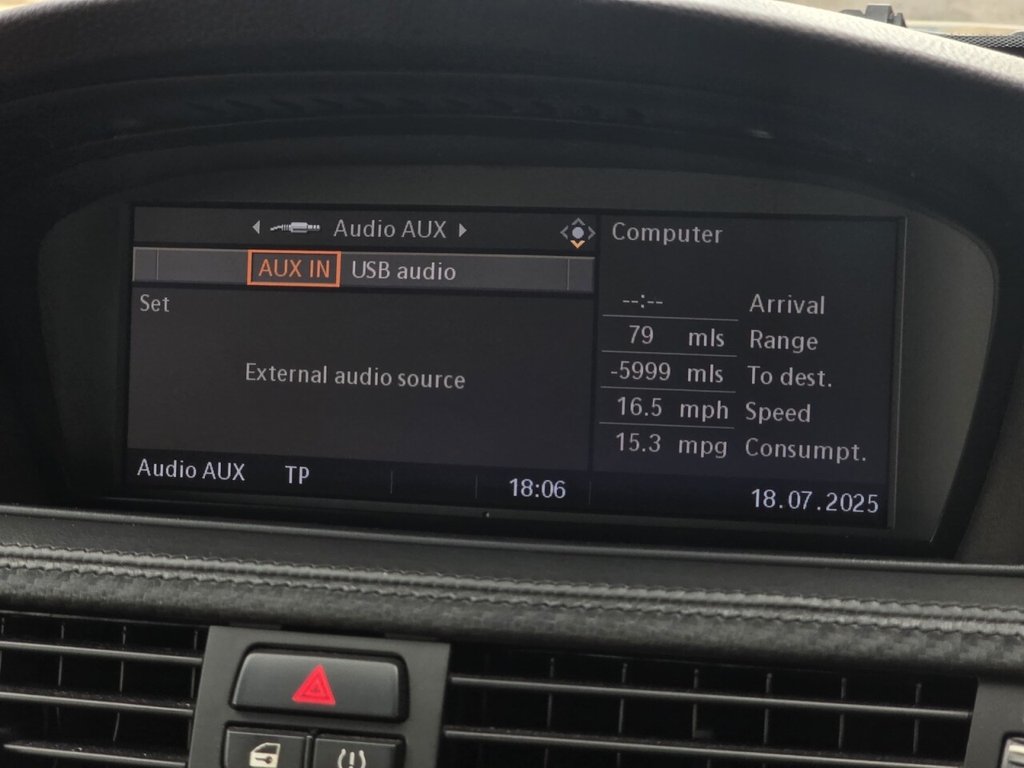 Audio AUX
AUX IN USB audio
Set
External audio source
Computer
--:-- Arrival
79 mls Range
-5999 mls To dest.
16.5 mph Speed
15.3 mpg Consumpt.
Audio AUX TP 18:06 18.07.2025